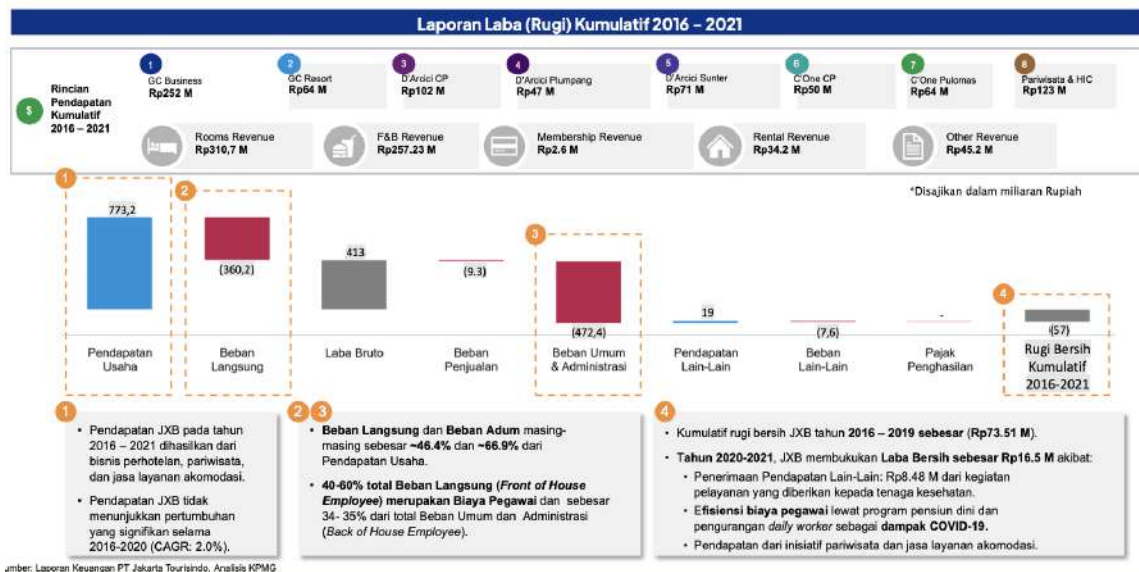 Laporan Laba (Rugi) Kumulatif 2016 – 2021
$
Rincian
Pendapatan
Kumulatif
2016 – 2021
1
GC Business
Rp252 M
2
GC Resort
Rp64 M
3
D'Arcici CP
Rp102 M
4
D'Arcici Plumpang
Rp47 M
5
D'Arcici Sunter
Rp71 M
6
C'One CP
Rp50 M
7
C'One Pulomas
Rp64 M
8
Pariwisata & HIC
Rp123 M
Rooms Revenue
Rp310,7 M
F&B Revenue
Rp257.23 M
Membership Revenue
Rp2.6 M
Rental Revenue
Rp34.2 M
Other Revenue
Rp45.2 M
*Disajikan dalam miliaran Rupiah
1
773,2
Pendapatan
Usaha
2
(360,2)
Beban
Langsung
413
Laba Bruto
(9.3)
Beban
Penjualan
3
(472,4)
Beban Umum
& Administrasi
19
Pendapatan
Lain-Lain
(7,6)
Beban
Lain-Lain
-
Pajak
Penghasilan
4
(57)
Rugi Bersih
Kumulatif
2016-2021
1
• Pendapatan JXB pada tahun
2016 – 2021 dihasilkan dari
bisnis perhotelan, pariwisata,
dan jasa layanan akomodasi.
• Pendapatan JXB tidak
menunjukkan pertumbuhan
yang signifikan selama
2016-2020 (CAGR: 2.0%).
2 3
• Beban Langsung dan Beban Adum masing-
masing sebesar ~46.4% dan ~66.9% dari
Pendapatan Usaha.
• 40-60% total Beban Langsung (Front of House
Employee) merupakan Biaya Pegawai dan sebesar
34- 35% dari total Beban Umum dan Administrasi
(Back of House Employee).
4
• Kumulatif rugi bersih JXB tahun 2016 – 2019 sebesar (Rp73.51 M).
• Tahun 2020-2021, JXB membukukan Laba Bersih sebesar Rp16.5 M akibat:
• Penerimaan Pendapatan Lain-Lain: Rp8.48 M dari kegiatan
pelayanan yang diberikan kepada tenaga kesehatan.
• Efisiensi biaya pegawai lewat program pensiun dini dan
pengurangan daily worker sebagai dampak COVID-19.
• Pendapatan dari inisiatif pariwisata dan jasa layanan akomodasi.
umber: Laporan Keuangan PT Jakarta Tourisindo, Analisis KPMG